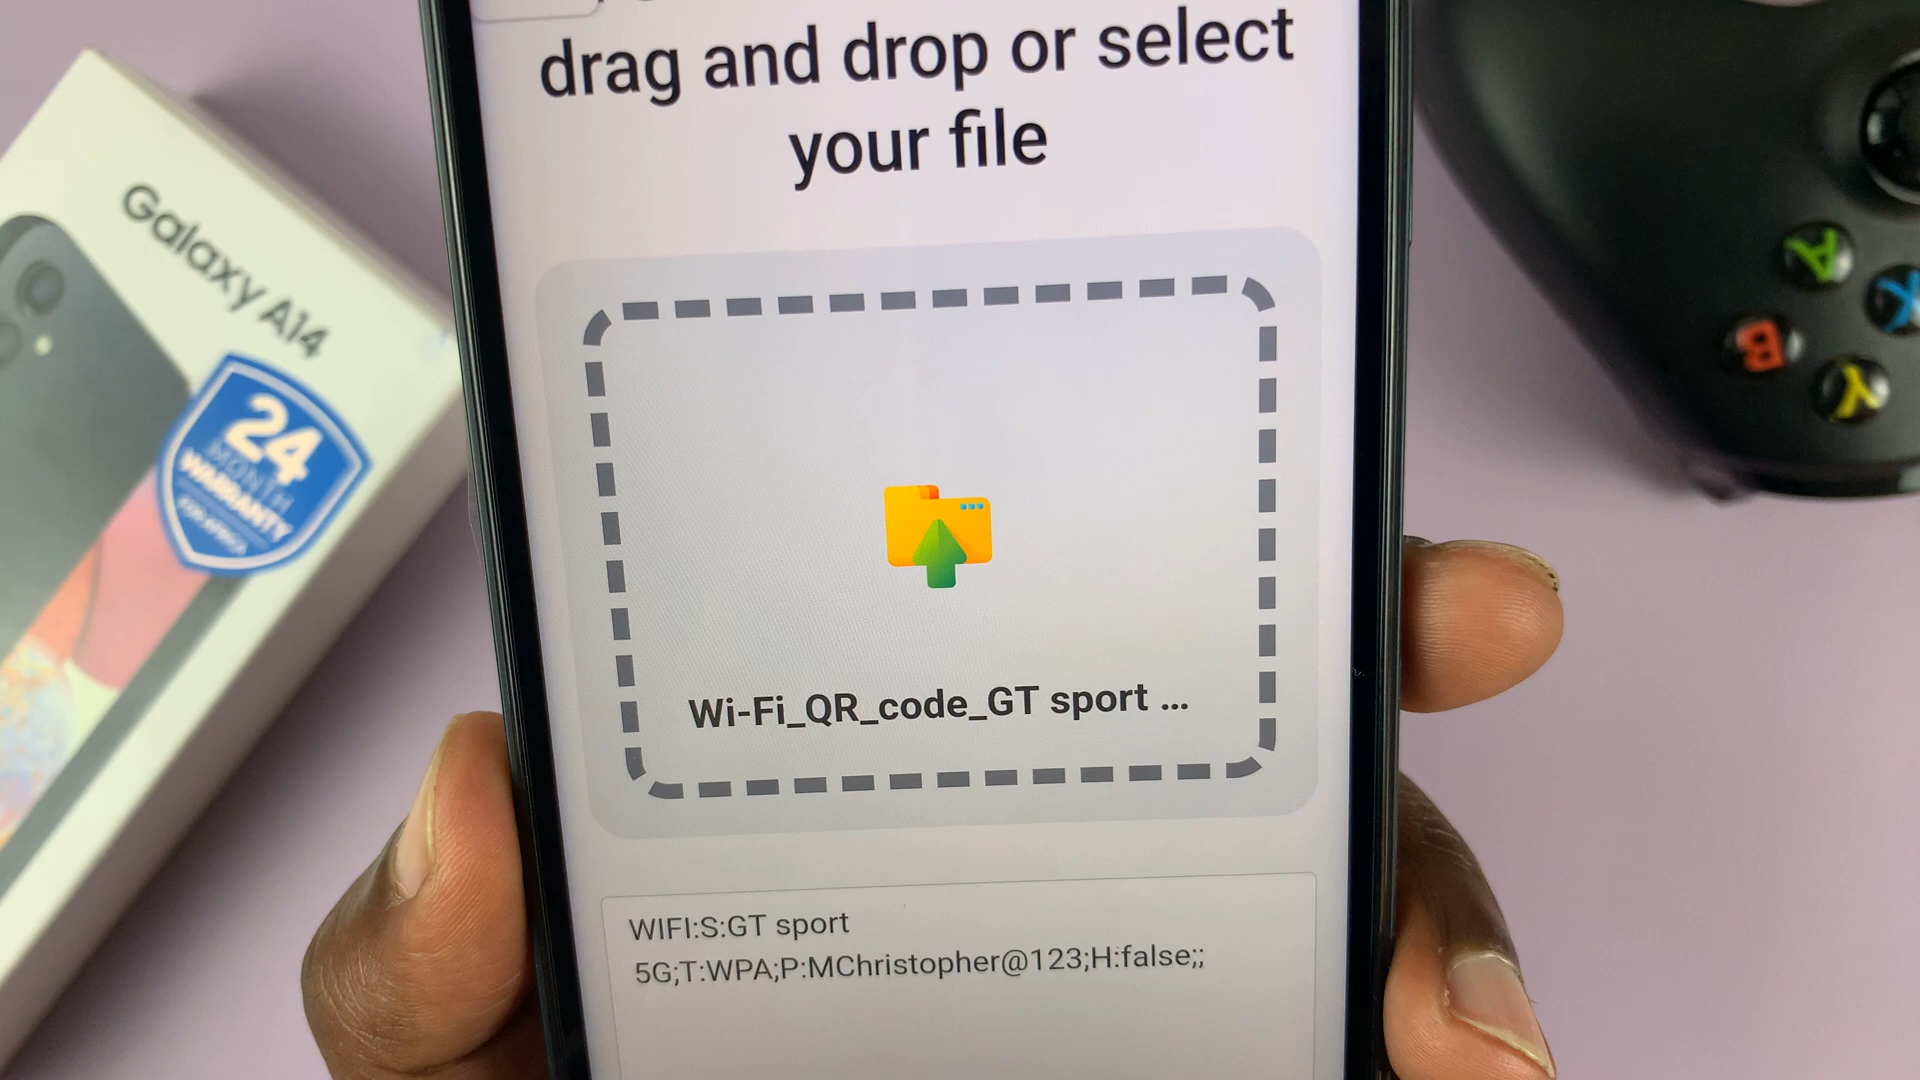 drag and drop or select
your file
Galaxy A14
24
MONTH
WARRANTY
Wi-Fi_QR_code_GT sport ...
WIFI:S:GT sport
5G;T:WPA;P:MChristopher@123;H:false;;
A
X
B
Y